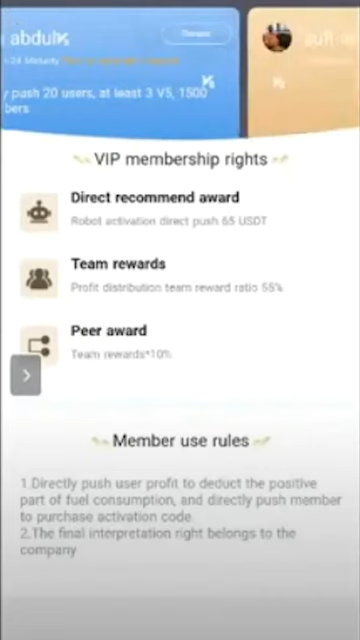 abdul
Renew
-24 Maturity
y push 20 users, at least 3 V5, 1500
bers
VIP membership rights
Direct recommend award
Robot activation direct push 65 USDT
Team rewards
Profit distribution team reward ratio 55%
Peer award
Team rewards*10%
Member use rules
1.Directly push user profit to deduct the positive
part of fuel consumption, and directly push member
to purchase activation code
2.The final interpretation right belongs to the
company